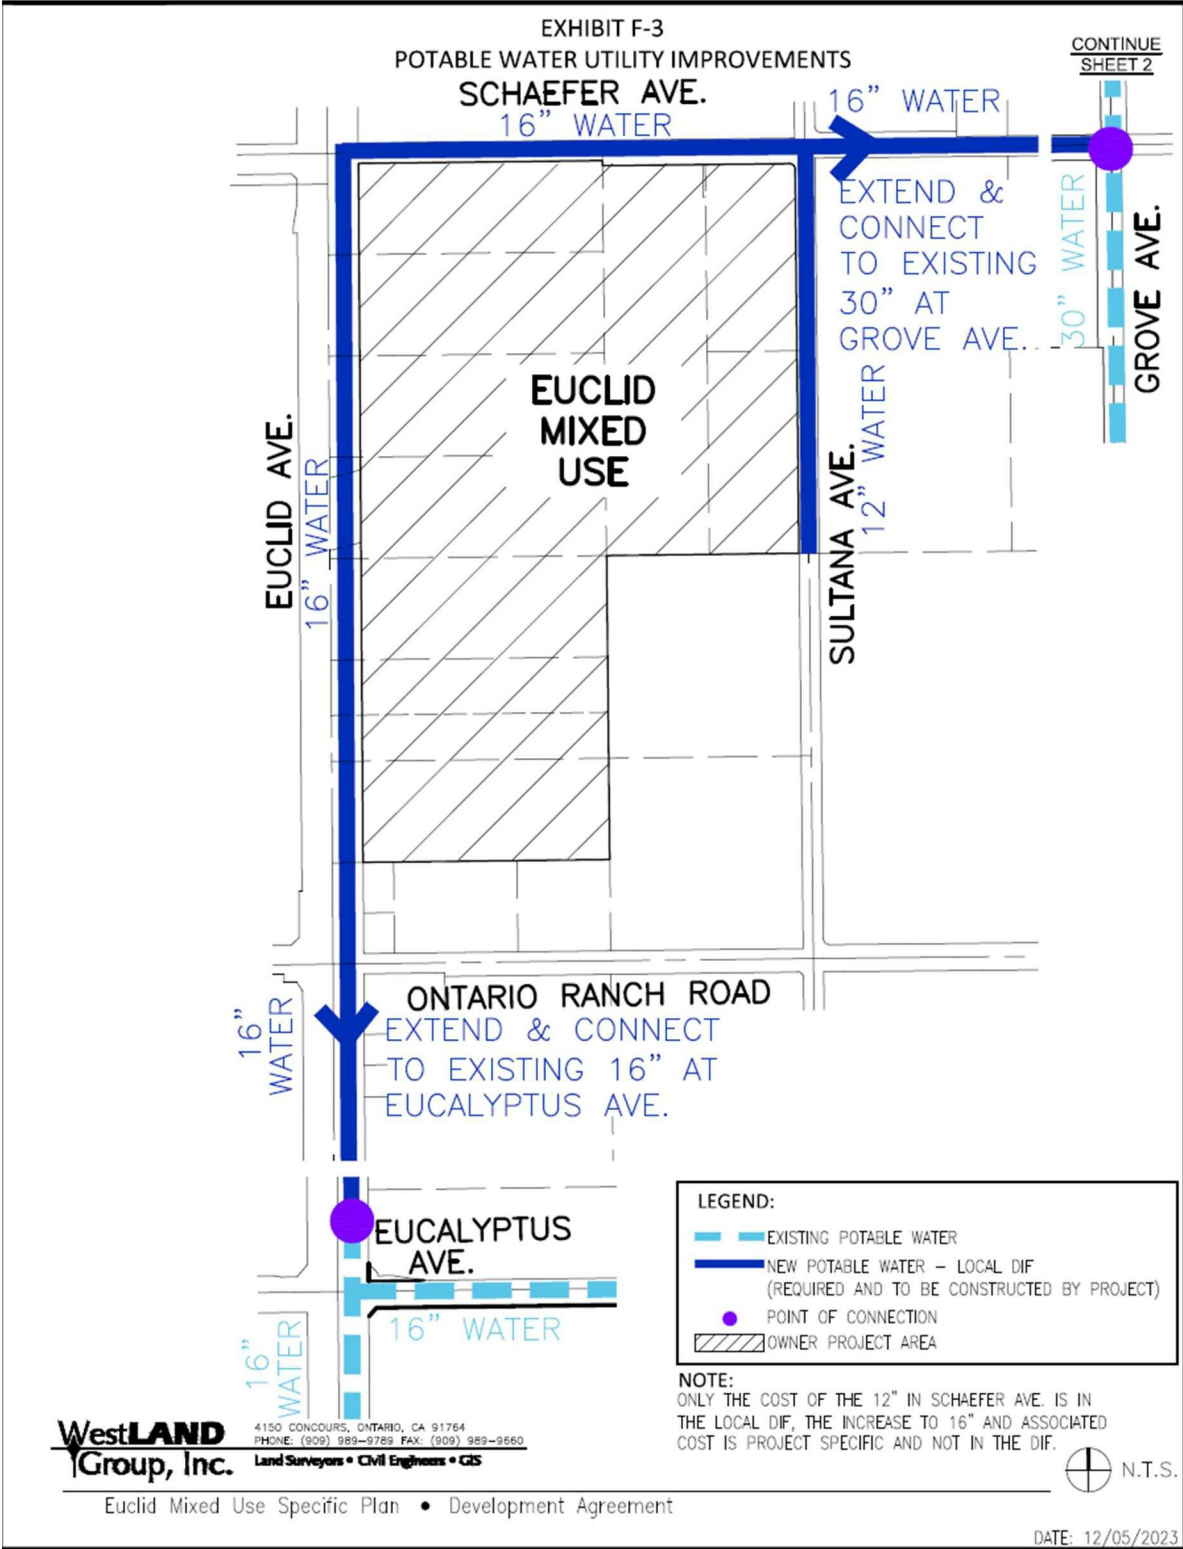 EXHIBIT F-3
POTABLE WATER UTILITY IMPROVEMENTS
CONTINUE
SHEET 2
SCHAEFER AVE.
16” WATER
16” WATER
EXTEND &
CONNECT
TO EXISTING
30” AT
GROVE AVE.
30” WATER
GROVE AVE.
EUCLID
MIXED
USE
EUCLID AVE.
16” WATER
12” WATER
SULTANA AVE.
ONTARIO RANCH ROAD
16”
WATER
EXTEND & CONNECT
TO EXISTING 16” AT
EUCALYPTUS AVE.
EUCALYPTUS
AVE.
16” WATER
16”
WATER
LEGEND:
EXISTING POTABLE WATER
NEW POTABLE WATER – LOCAL DIF
(REQUIRED AND TO BE CONSTRUCTED BY PROJECT)
POINT OF CONNECTION
OWNER PROJECT AREA
NOTE:
ONLY THE COST OF THE 12” IN SCHAEFER AVE. IS IN
THE LOCAL DIF, THE INCREASE TO 16” AND ASSOCIATED
COST IS PROJECT SPECIFIC AND NOT IN THE DIF.
N.T.S.
WestLAND
Group, Inc.
4150 CONCOURS, ONTARIO, CA 91764
PHONE: (909) 989–9789 FAX: (909) 989–9660
Land Surveyors • Civil Engineers • GIS
Euclid Mixed Use Specific Plan • Development Agreement
DATE: 12/05/2023